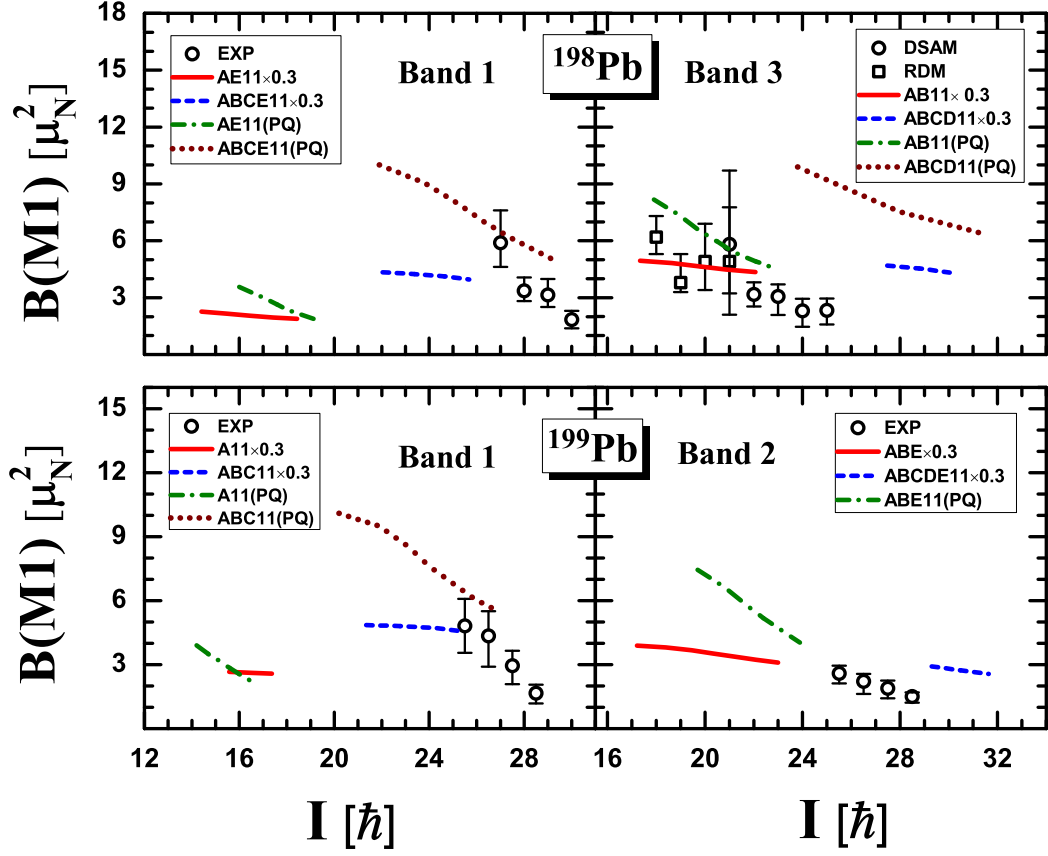 18
15
12
9
6
3
B(M1) [μ²_N]
EXP
AE11×0.3
ABCE11×0.3
AE11(PQ)
ABCE11(PQ)
Band 1
¹⁹⁸Pb
Band 3
DSAM
RDM
AB11× 0.3
ABCD11×0.3
AB11(PQ)
ABCD11(PQ)
15
12
9
6
3
B(M1) [μ²_N]
EXP
A11×0.3
ABC11×0.3
A11(PQ)
ABC11(PQ)
Band 1
¹⁹⁹Pb
Band 2
EXP
ABE×0.3
ABCDE11×0.3
ABE11(PQ)
12 16 20 24 28 16 20 24 28 32
I [ħ] I [ħ]